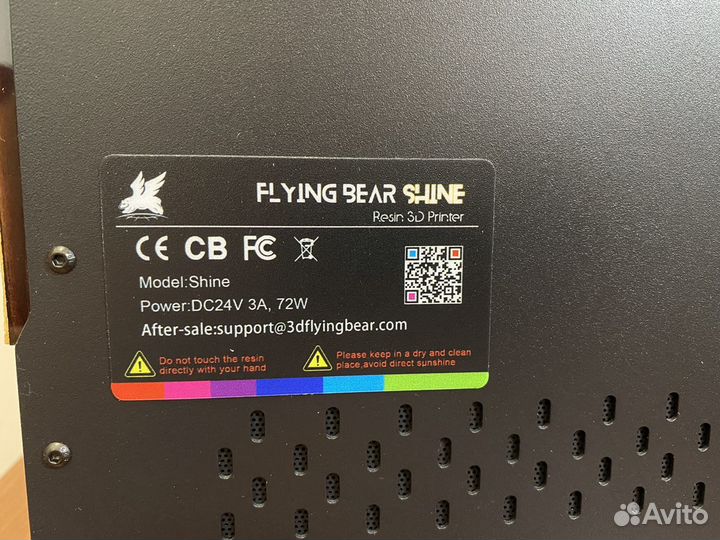 FLYING BEAR SHINE
Resin 3D Printer
CE CB FC
Model:Shine
Power:DC24V 3A, 72W
After-sale:support@3dflyingbear.com
Do not touch the resin
directly with your hand
Please keep in a dry and clean
place,avoid direct sunshine
Avito